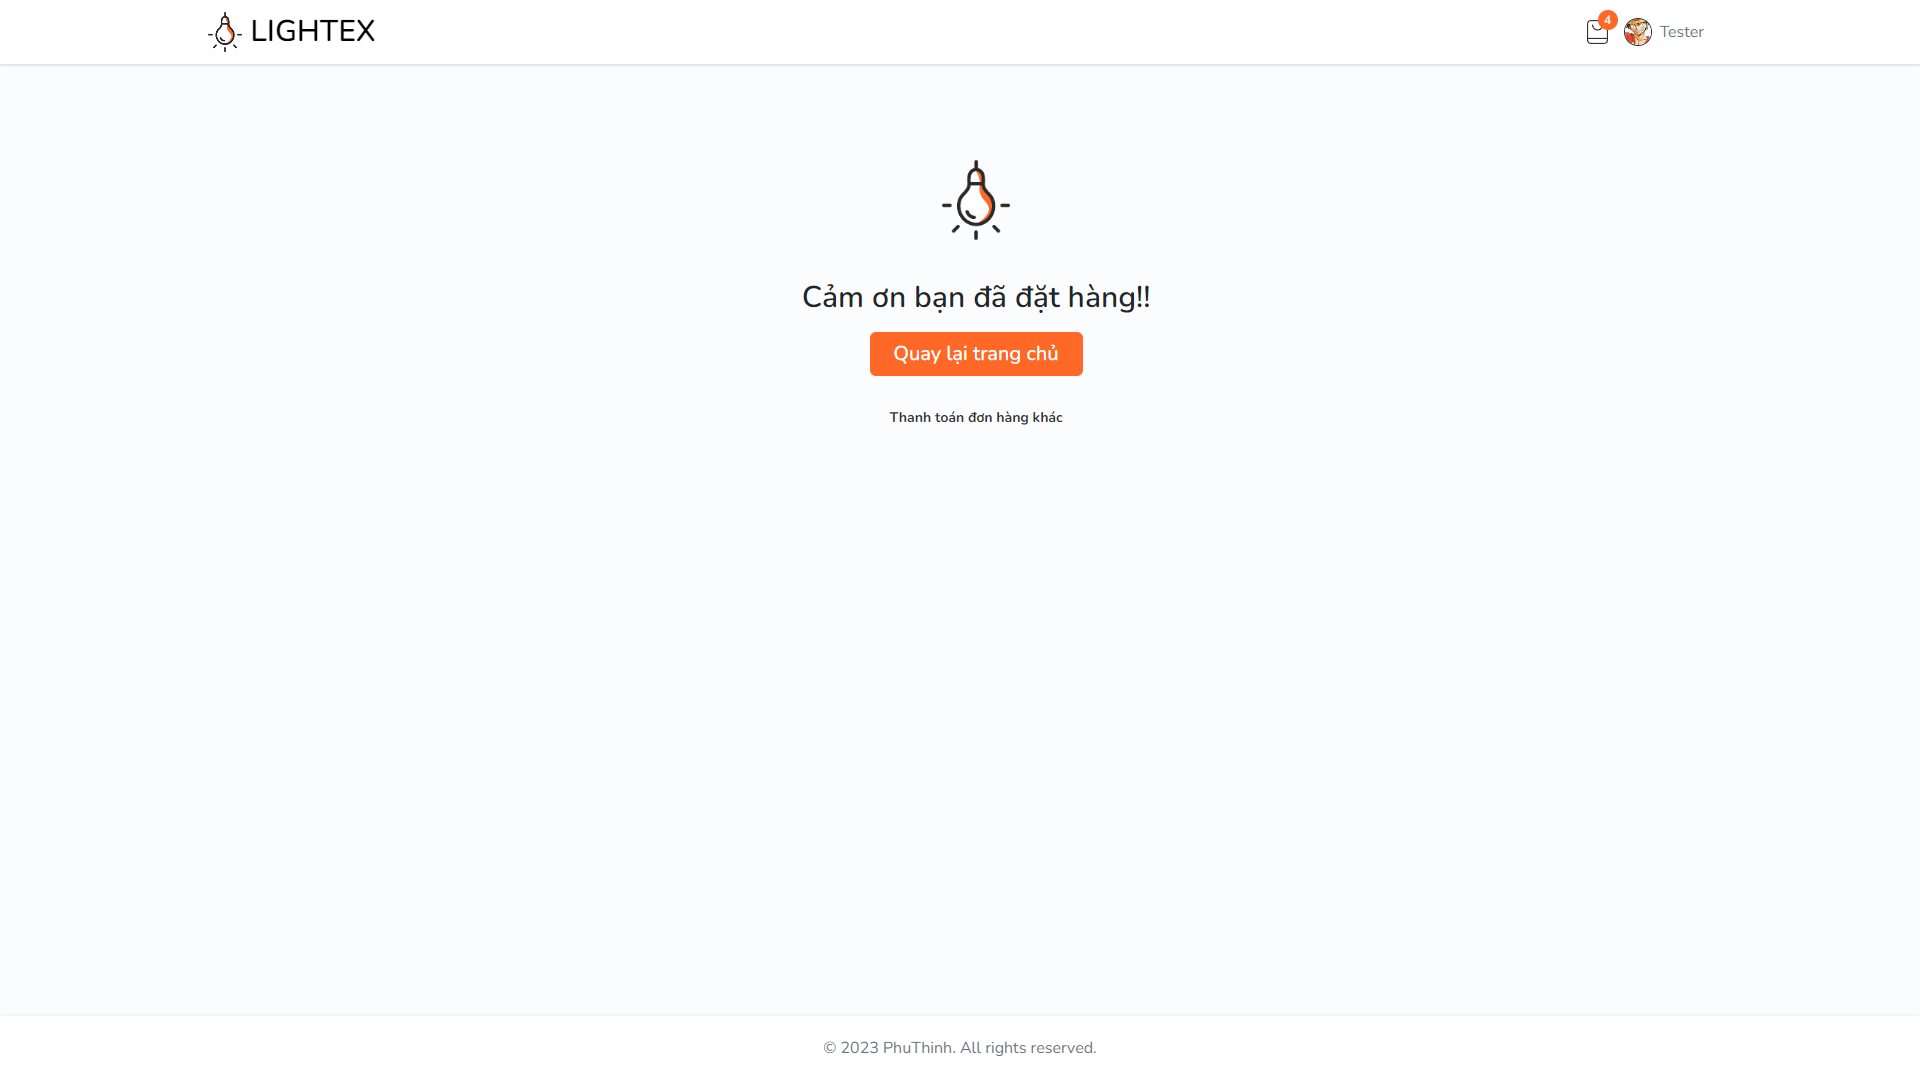 LIGHTEX
4
Tester
Cảm ơn bạn đã đặt hàng!!
Quay lại trang chủ
Thanh toán đơn hàng khác
© 2023 PhuThinh. All rights reserved.